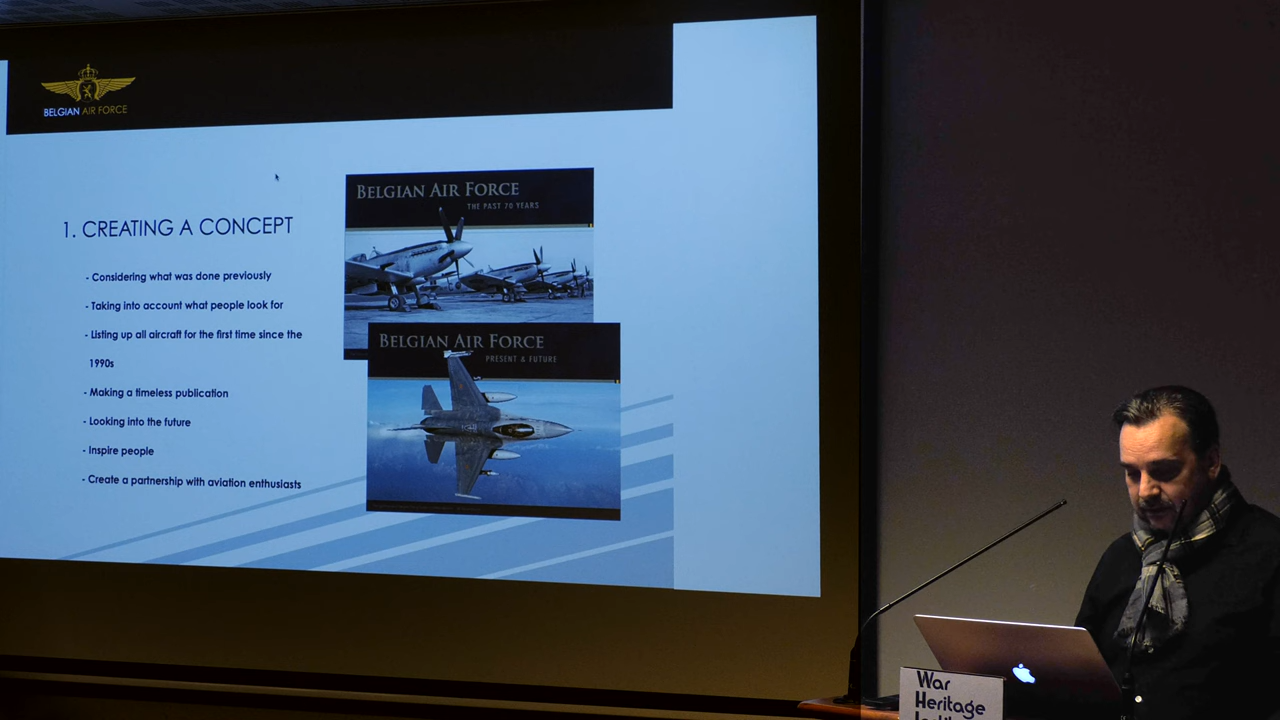 BELGIAN AIR FORCE
1. CREATING A CONCEPT
- Considering what was done previously
- Taking into account what people look for
- Listing up all aircraft for the first time since the
1990s
- Making a timeless publication
- Looking into the future
- Inspire people
- Create a partnership with aviation enthusiasts
BELGIAN AIR FORCE
THE PAST 70 YEARS
BELGIAN AIR FORCE
PRESENT & FUTURE
War
Heritage